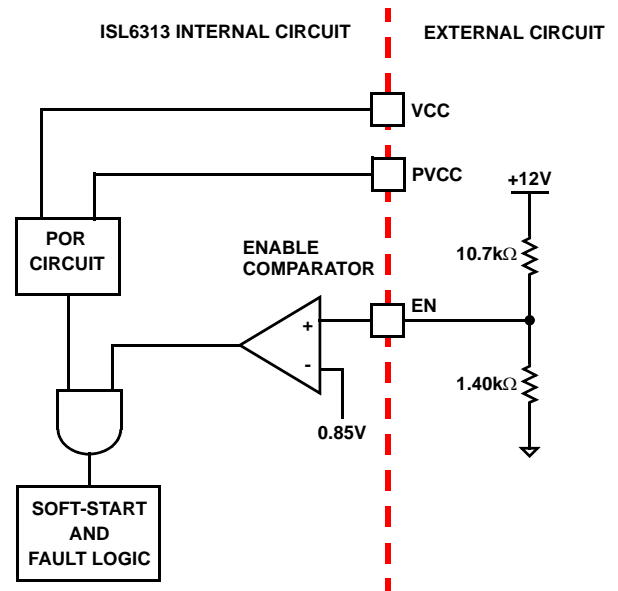 ISL6313 INTERNAL CIRCUIT
EXTERNAL CIRCUIT
VCC
PVCC
+12V
POR
CIRCUIT
ENABLE
COMPARATOR
10.7kΩ
EN
+
-
0.85V
1.40kΩ
SOFT-START
AND
FAULT LOGIC